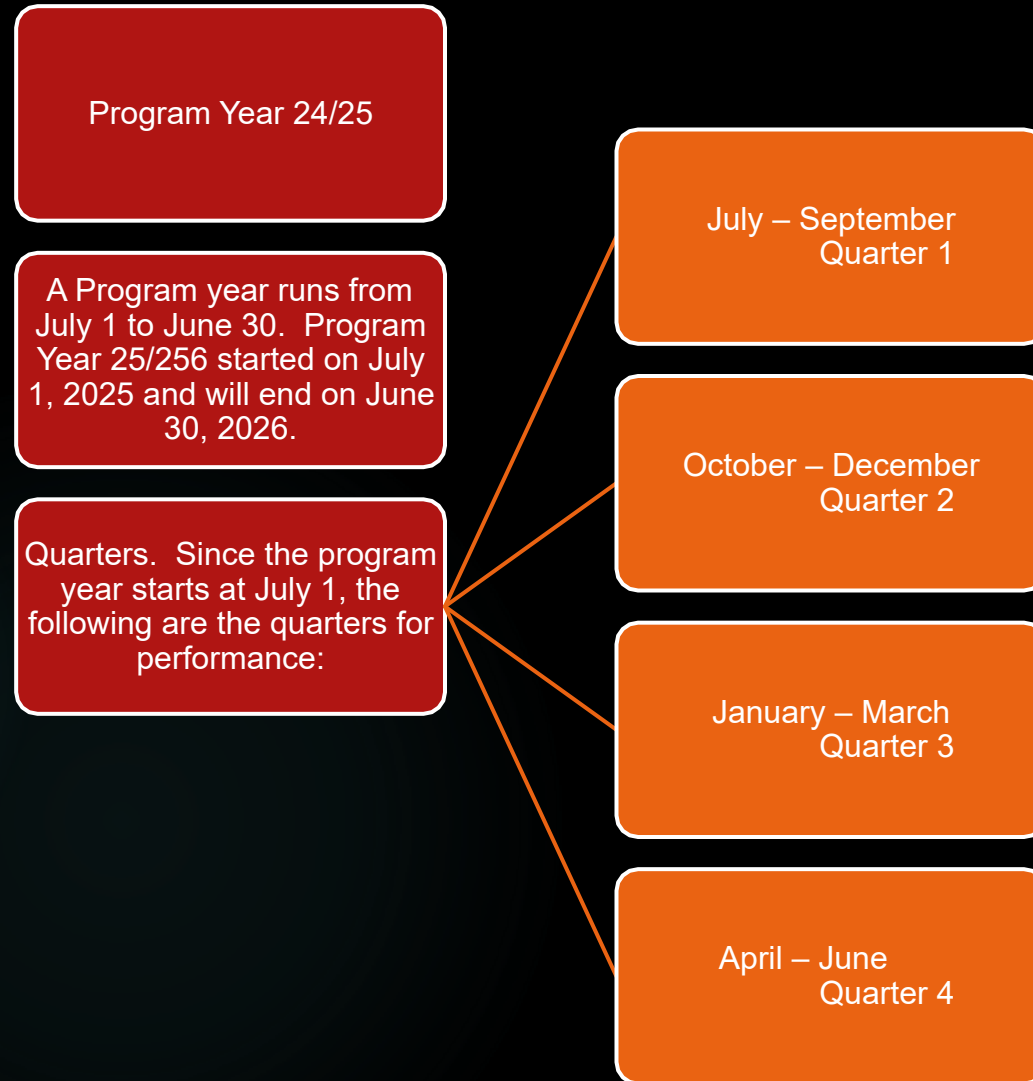 Program Year 24/25
A Program year runs from
July 1 to June 30.  Program
Year 25/256 started on July
1, 2025 and will end on June
30, 2026.
Quarters.  Since the program
year starts at July 1, the
following are the quarters for
performance:
July – September
Quarter 1
October – December
Quarter 2
January – March
Quarter 3
April – June
Quarter 4